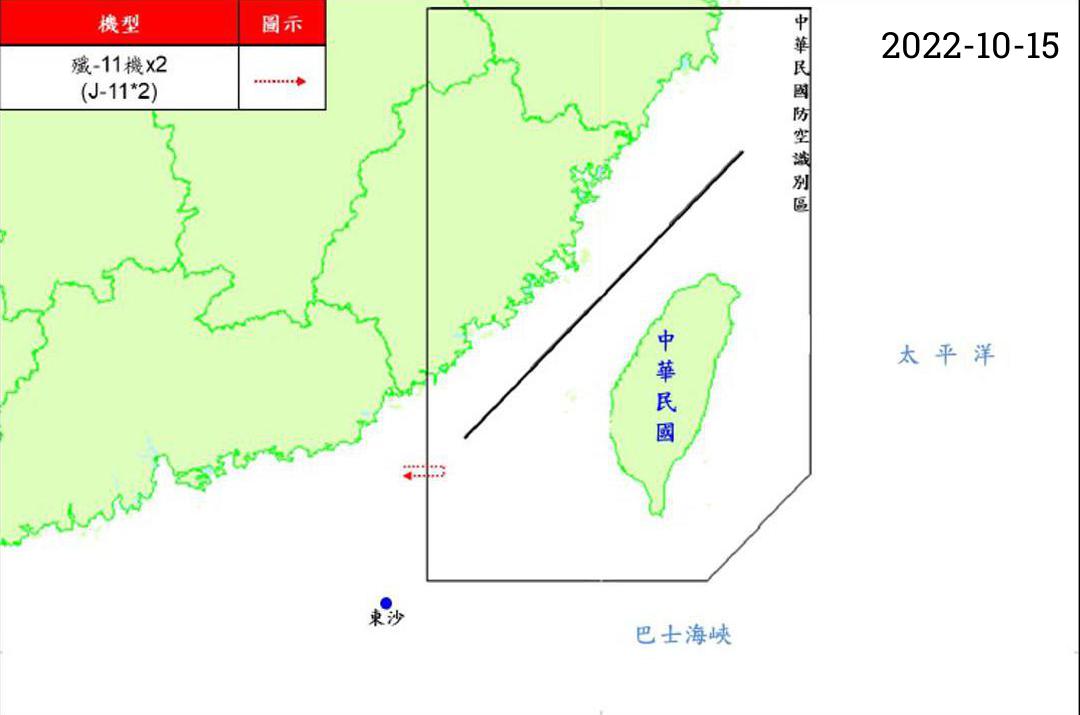 機型 圖示
殲-11機x2
(J-11*2)
2022-10-15
中華民國防空識別區
中華民國
太平洋
東沙
巴士海峽